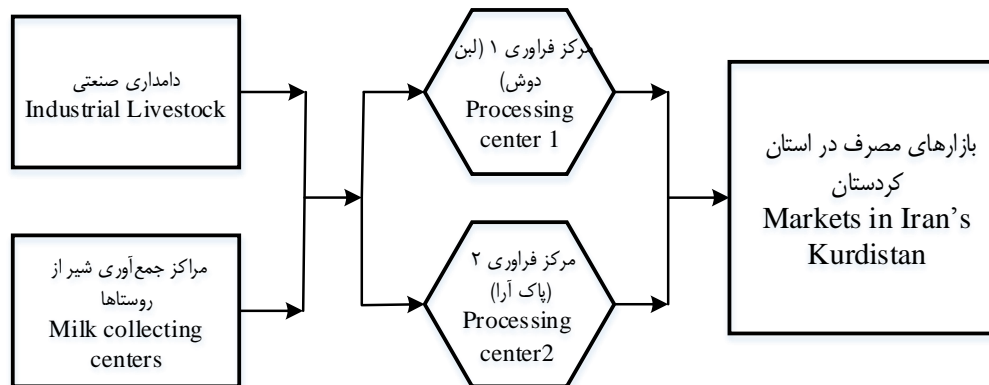 دامداری صنعتی
Industrial Livestock
مراکز جمع‌آوری شیر از
روستاها
Milk collecting
centers
مرکز فراوری ۱ (لبن
دوش)
Processing
center 1
مرکز فراوری ۲
(پاک آرا)
Processing
center2
بازارهای مصرف در استان
کردستان
Markets in Iran’s
Kurdistan